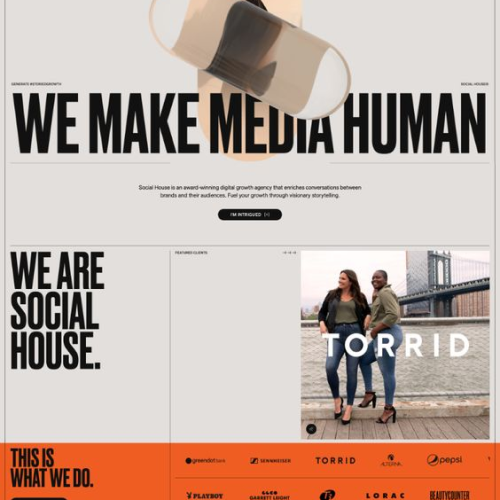 SOCIAL HOUSE®
WE MAKE MEDIA HUMAN
Social House is an award-winning digital growth agency that enriches conversations between
brands and their audiences. Fuel your growth through visionary storytelling.
I'M INTRIGUED
WE ARE
SOCIAL
HOUSE.
FEATURED CLIENTS
TORRID
THIS IS
WHAT WE DO.
greendot bank
SENNHEISER
TORRID
ALTERNA
pepsi
PLAYBOY
GARRETT LEIGHT
LORAC
BEAUTYCOUNTER